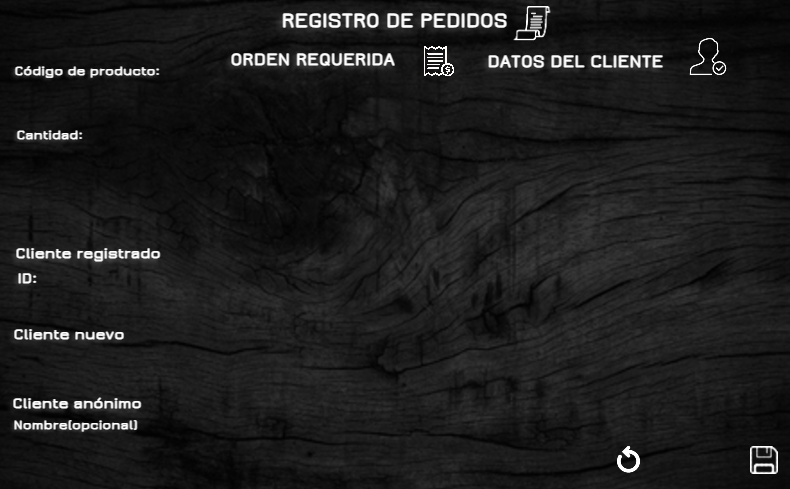 REGISTRO DE PEDIDOS
ORDEN REQUERIDA
DATOS DEL CLIENTE
Código de producto:
Cantidad:
Cliente registrado
ID:
Cliente nuevo
Cliente anónimo
Nombre(opcional)